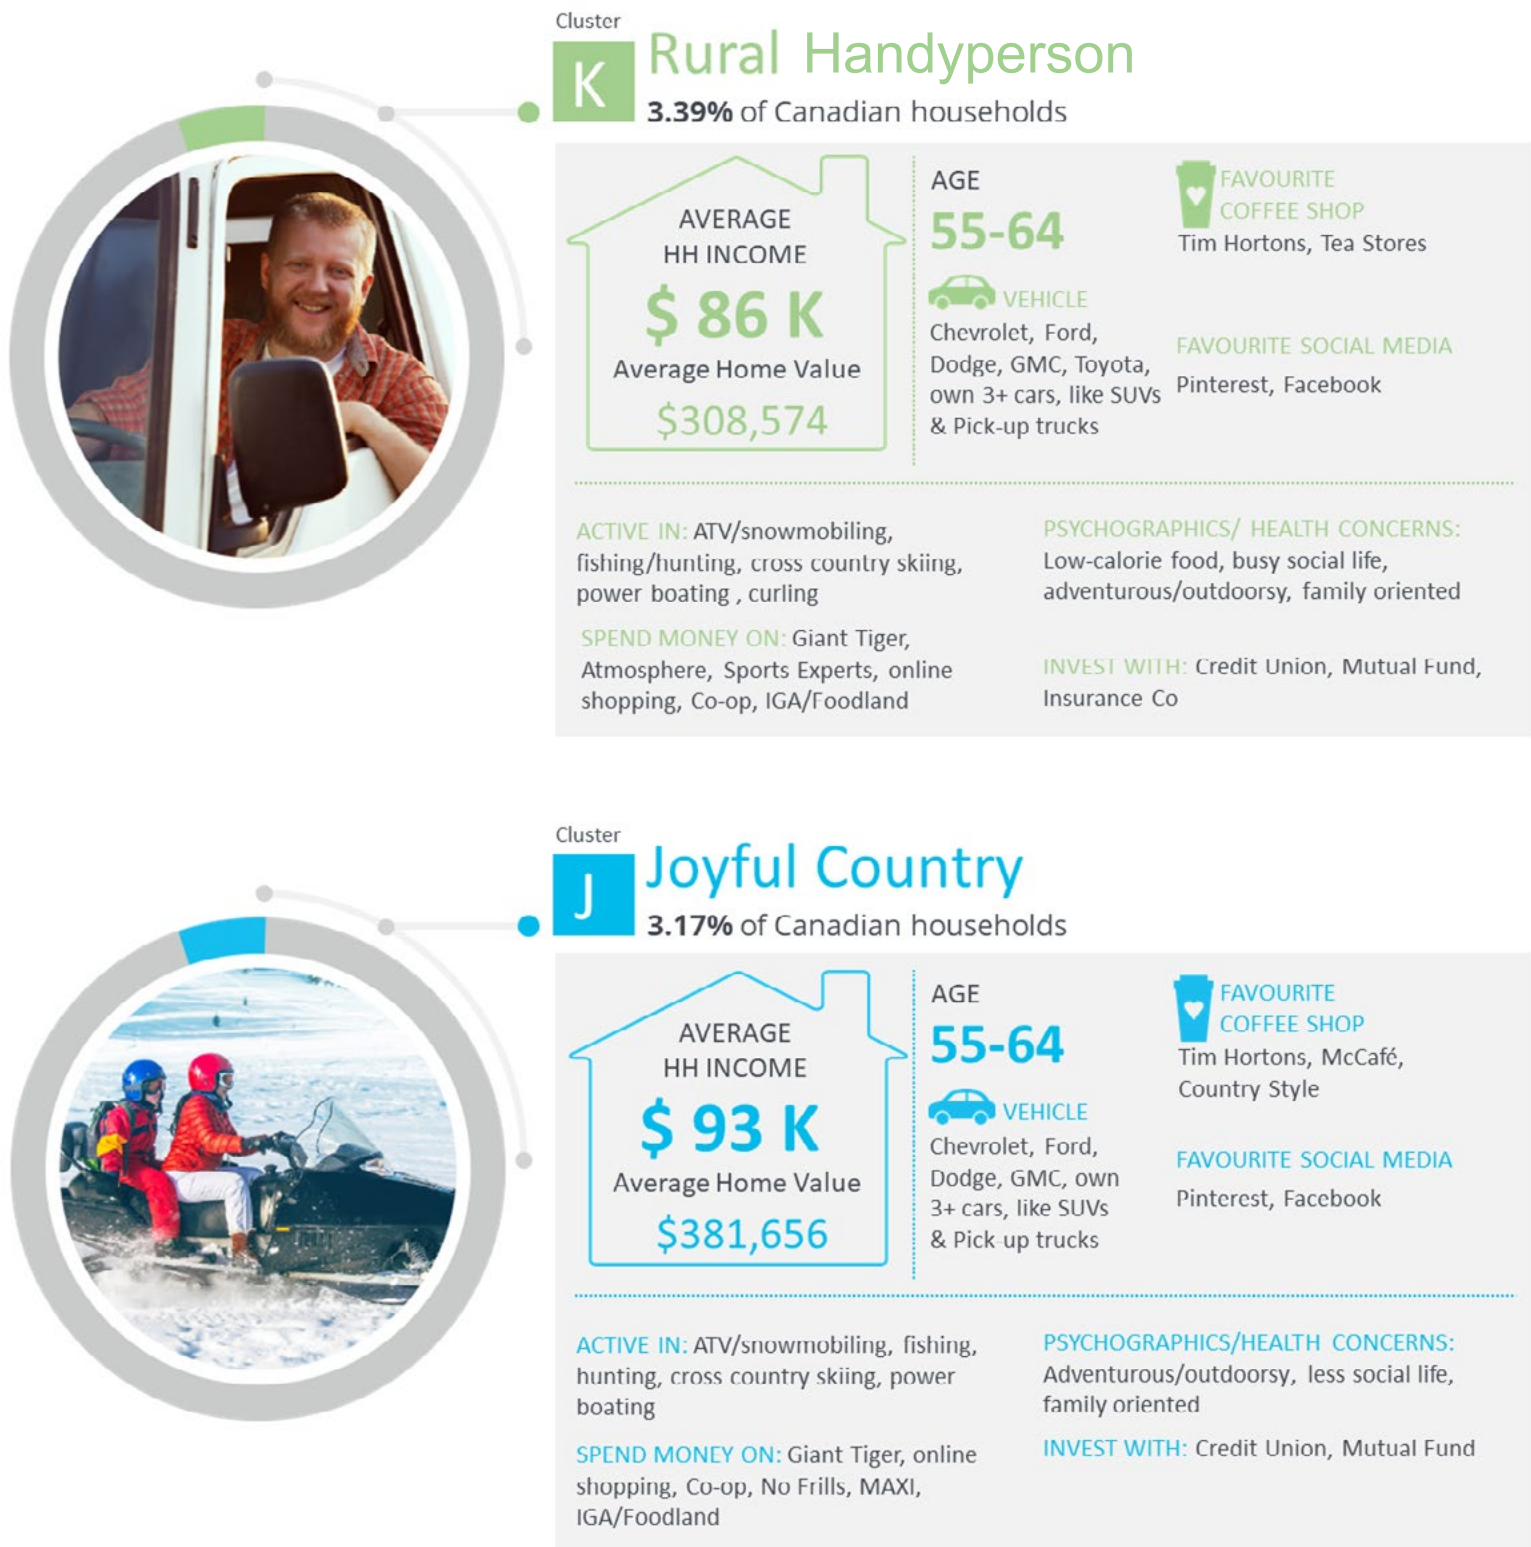 Cluster
K
Rural Handyperson
3.39% of Canadian households
AVERAGE
HH INCOME
$ 86 K
Average Home Value
$308,574
AGE
55-64
VEHICLE
Chevrolet, Ford,
Dodge, GMC, Toyota,
own 3+ cars, like SUVs
& Pick-up trucks
FAVOURITE
COFFEE SHOP
Tim Hortons, Tea Stores
FAVOURITE SOCIAL MEDIA
Pinterest, Facebook
ACTIVE IN: ATV/snowmobiling,
fishing/hunting, cross country skiing,
power boating , curling
SPEND MONEY ON: Giant Tiger,
Atmosphere, Sports Experts, online
shopping, Co-op, IGA/Foodland
PSYCHOGRAPHICS/ HEALTH CONCERNS:
Low-calorie food, busy social life,
adventurous/outdoorsy, family oriented
INVEST WITH: Credit Union, Mutual Fund,
Insurance Co
Cluster
J
Joyful Country
3.17% of Canadian households
AVERAGE
HH INCOME
$ 93 K
Average Home Value
$381,656
AGE
55-64
VEHICLE
Chevrolet, Ford,
Dodge, GMC, own
3+ cars, like SUVs
& Pick-up trucks
FAVOURITE
COFFEE SHOP
Tim Hortons, McCafé,
Country Style
FAVOURITE SOCIAL MEDIA
Pinterest, Facebook
ACTIVE IN: ATV/snowmobiling, fishing,
hunting, cross country skiing, power
boating
SPEND MONEY ON: Giant Tiger, online
shopping, Co-op, No Frills, MAXI,
IGA/Foodland
PSYCHOGRAPHICS/HEALTH CONCERNS:
Adventurous/outdoorsy, less social life,
family oriented
INVEST WITH: Credit Union, Mutual Fund